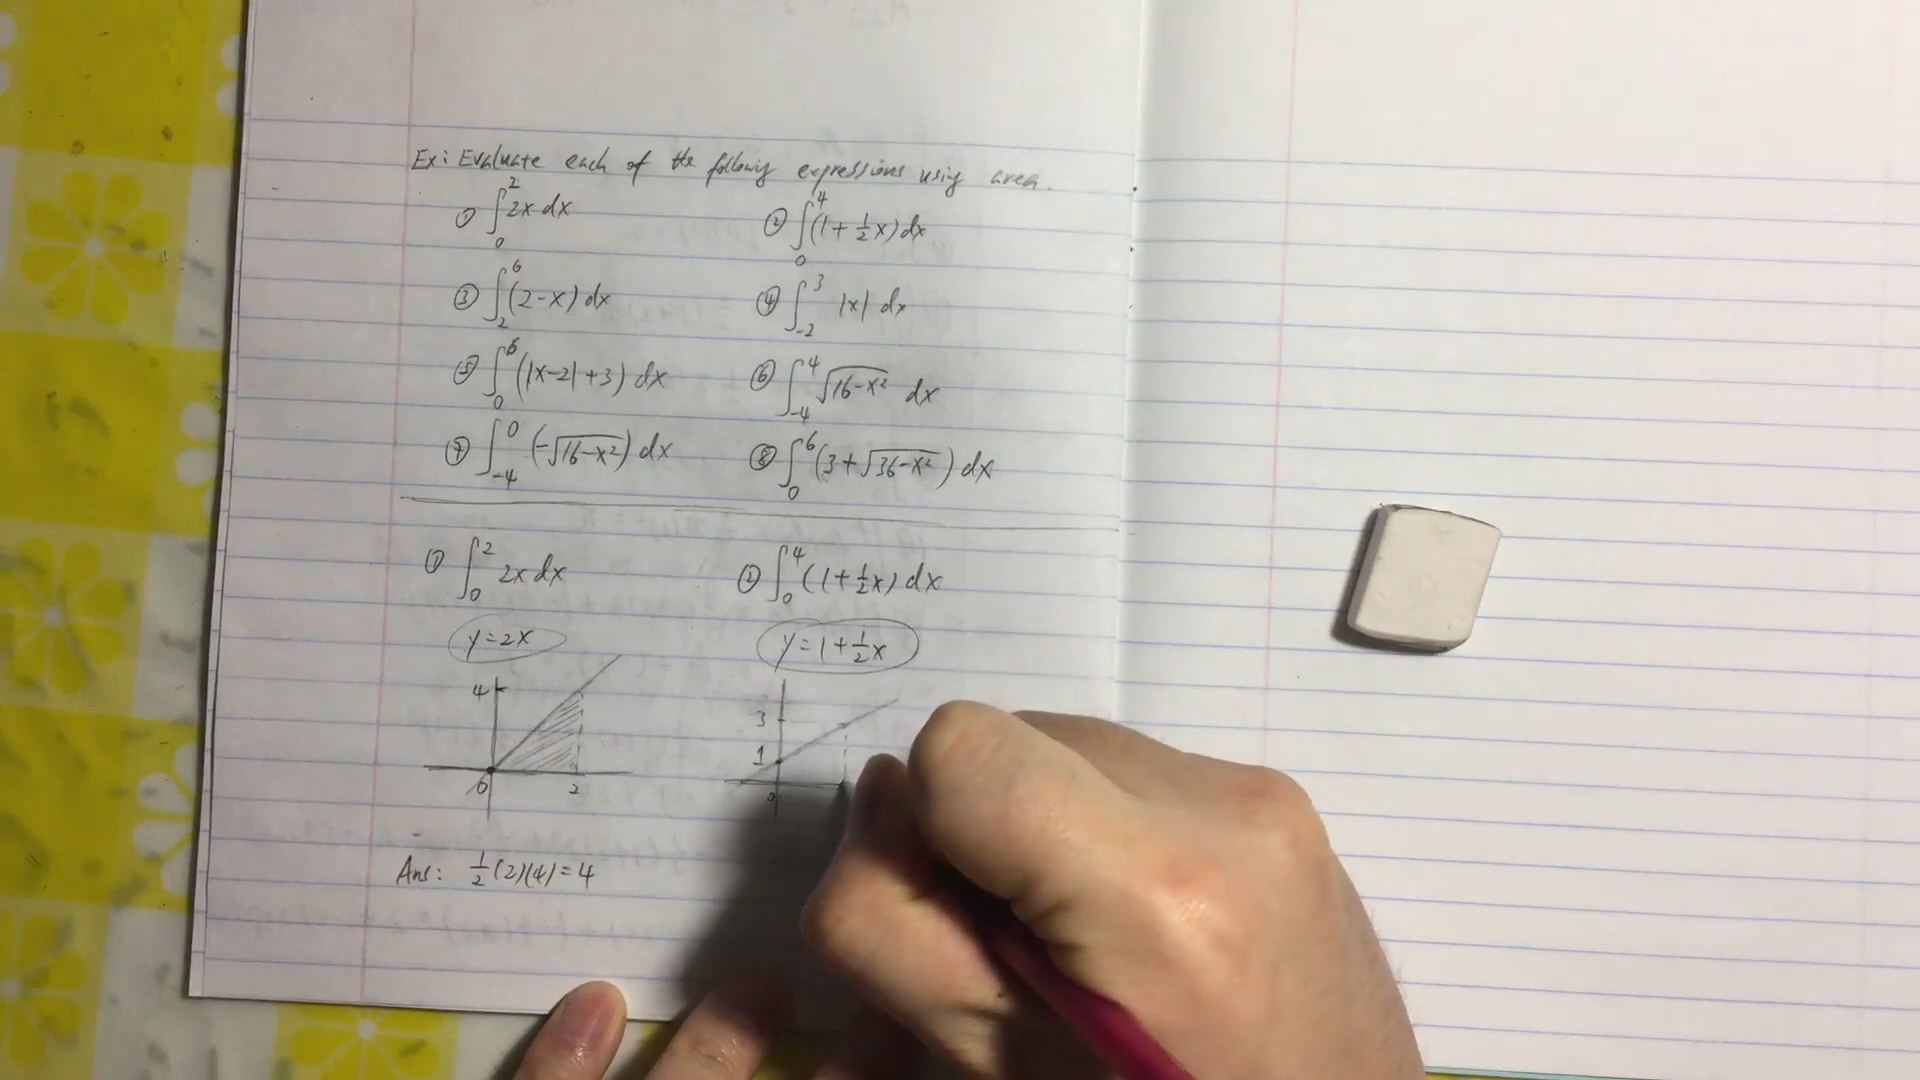 Ex: Evaluate each of the following expressions using area.
① ∫₀² 2x dx ② ∫₀⁴ (1 + ½x) dx
③ ∫₂⁶ (2 - x) dx ④ ∫₋₂³ |x| dx
⑤ ∫₀⁶ (|x-2| + 3) dx ⑥ ∫₋₄⁴ √(16-x²) dx
⑦ ∫₋₄⁰ (-√(16-x²)) dx ⑧ ∫₀⁶ (3 + √(36-x²)) dx
① ∫₀² 2x dx ② ∫₀⁴ (1 + ½x) dx
y = 2x y = 1 + ½x
4 3
1
0 2 0
Ans: ½(2)(4) = 4